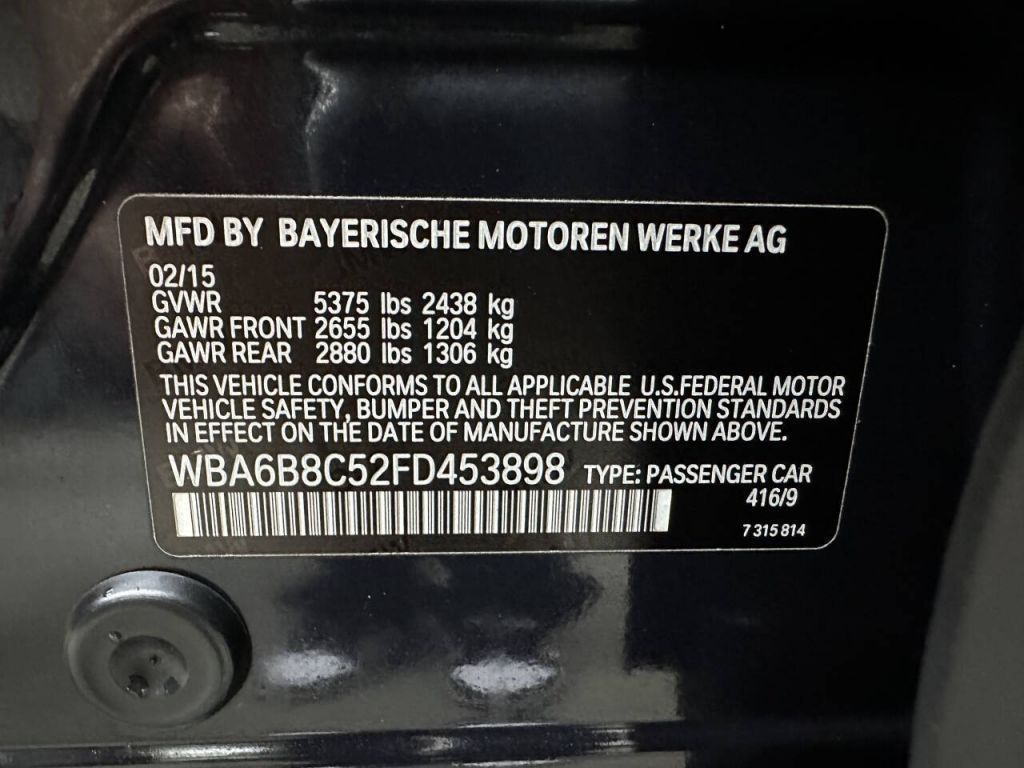 MFD BY BAYERISCHE MOTOREN WERKE AG
02/15
GVWR 5375 lbs 2438 kg
GAWR FRONT 2655 lbs 1204 kg
GAWR REAR 2880 lbs 1306 kg
THIS VEHICLE CONFORMS TO ALL APPLICABLE U.S.FEDERAL MOTOR
VEHICLE SAFETY, BUMPER AND THEFT PREVENTION STANDARDS
IN EFFECT ON THE DATE OF MANUFACTURE SHOWN ABOVE.
WBA6B8C52FD453898 TYPE: PASSENGER CAR
416/9
7 315 814